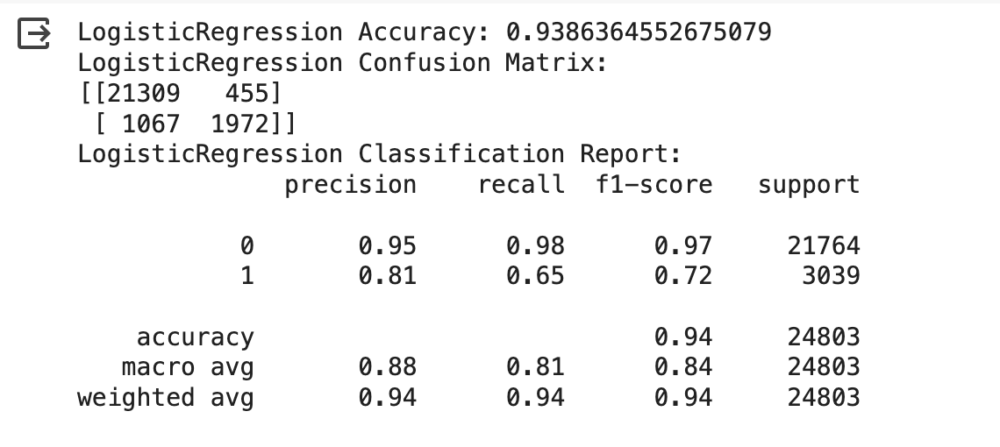 LogisticRegression Accuracy: 0.9386364552675079
LogisticRegression Confusion Matrix:
[[21309   455]
 [ 1067  1972]]
LogisticRegression Classification Report:
              precision    recall  f1-score   support

           0       0.95      0.98      0.97     21764
           1       0.81      0.65      0.72      3039

    accuracy                           0.94     24803
   macro avg       0.88      0.81      0.84     24803
weighted avg       0.94      0.94      0.94     24803